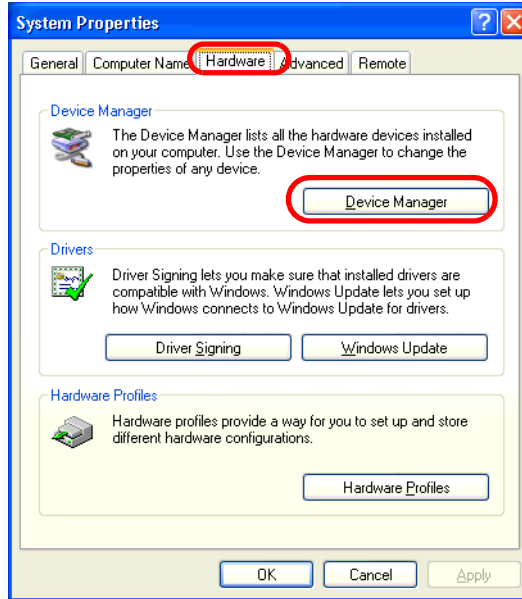 System Properties
General Computer Name Hardware Advanced Remote
Device Manager
The Device Manager lists all the hardware devices installed
on your computer. Use the Device Manager to change the
properties of any device.
Device Manager
Drivers
Driver Signing lets you make sure that installed drivers are
compatible with Windows. Windows Update lets you set up
how Windows connects to Windows Update for drivers.
Driver Signing Windows Update
Hardware Profiles
Hardware profiles provide a way for you to set up and store
different hardware configurations.
Hardware Profiles
OK Cancel Apply